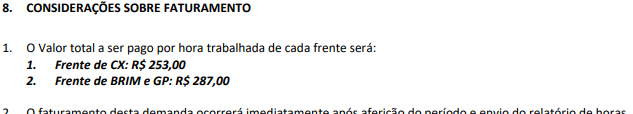 8. CONSIDERAÇÕES SOBRE FATURAMENTO
1. O Valor total a ser pago por hora trabalhada de cada frente será:
1. Frente de CX: R$ 253,00
2. Frente de BRIM e GP: R$ 287,00
2. O faturamento desta demanda ocorrerá imediatamente após aferição do período e envio do relatório de horas